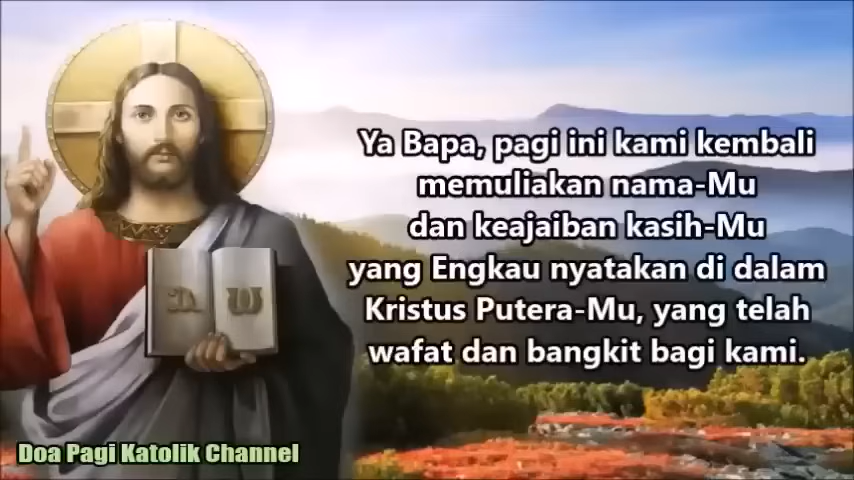 Ya Bapa, pagi ini kami kembali
memuliakan nama-Mu
dan keajaiban kasih-Mu
yang Engkau nyatakan di dalam
Kristus Putera-Mu, yang telah
wafat dan bangkit bagi kami.
Doa Pagi Katolik Channel